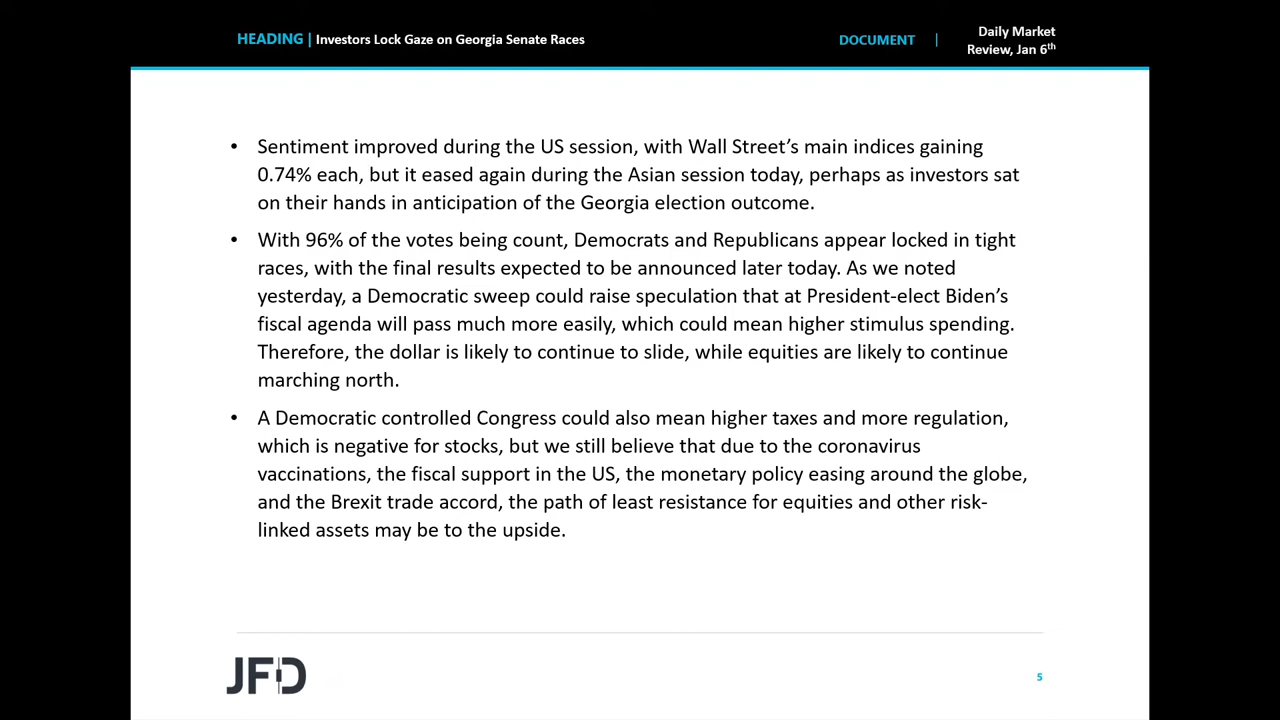 HEADING | Investors Lock Gaze on Georgia Senate Races
DOCUMENT |
Daily Market
Review, Jan 6th
• Sentiment improved during the US session, with Wall Street's main indices gaining
0.74% each, but it eased again during the Asian session today, perhaps as investors sat
on their hands in anticipation of the Georgia election outcome.
• With 96% of the votes being count, Democrats and Republicans appear locked in tight
races, with the final results expected to be announced later today. As we noted
yesterday, a Democratic sweep could raise speculation that at President-elect Biden's
fiscal agenda will pass much more easily, which could mean higher stimulus spending.
Therefore, the dollar is likely to continue to slide, while equities are likely to continue
marching north.
• A Democratic controlled Congress could also mean higher taxes and more regulation,
which is negative for stocks, but we still believe that due to the coronavirus
vaccinations, the fiscal support in the US, the monetary policy easing around the globe,
and the Brexit trade accord, the path of least resistance for equities and other risk-
linked assets may be to the upside.
JFD
5